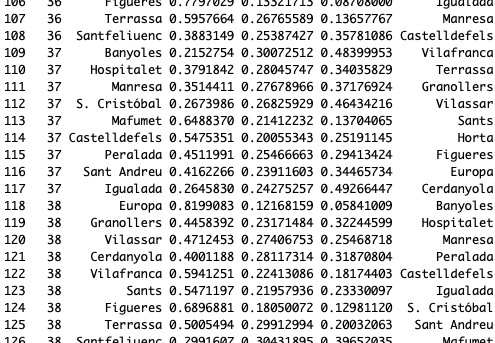 106 36 Figueres 0.7797029 0.13321713 0.08708000 Igualada
107 36 Terrassa 0.5957664 0.26765589 0.13657767 Manresa
108 36 Santfeliuenc 0.3883149 0.25387427 0.35781086 Castelldefels
109 37 Banyoles 0.2152754 0.30072512 0.48399953 Vilafranca
110 37 Hospitalet 0.3791842 0.28045747 0.34035829 Terrassa
111 37 Manresa 0.3514411 0.27678966 0.37176924 Granollers
112 37 S. Cristóbal 0.2673986 0.26825929 0.46434216 Vilassar
113 37 Mafumet 0.6488370 0.21412232 0.13704065 Sants
114 37 Castelldefels 0.5475351 0.20055343 0.25191145 Horta
115 37 Peralada 0.4511991 0.25466663 0.29413424 Figueres
116 37 Sant Andreu 0.4162266 0.23911603 0.34465734 Europa
117 37 Igualada 0.2645830 0.24275257 0.49266447 Cerdanyola
118 38 Europa 0.8199083 0.12168159 0.05841009 Banyoles
119 38 Granollers 0.4458392 0.23171484 0.32244599 Hospitalet
120 38 Vilassar 0.4712453 0.27406753 0.25468718 Manresa
121 38 Cerdanyola 0.4001188 0.28117314 0.31870804 Peralada
122 38 Vilafranca 0.5941251 0.22413086 0.18174403 Castelldefels
123 38 Sants 0.5471197 0.21957936 0.23330097 Igualada
124 38 Figueres 0.6896881 0.18050072 0.12981120 S. Cristóbal
125 38 Terrassa 0.5005494 0.29912994 0.20032063 Sant Andreu
126 38 Santfeliuenc 0.2991607 0.30431895 0.39652035 Mafumet